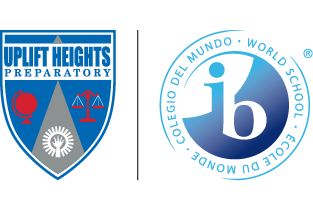 UPLIFT HEIGHTS
PREPARATORY
ib
WORLD SCHOOL · ÉCOLE DU MONDE · COLEGIO DEL MUNDO ·
®